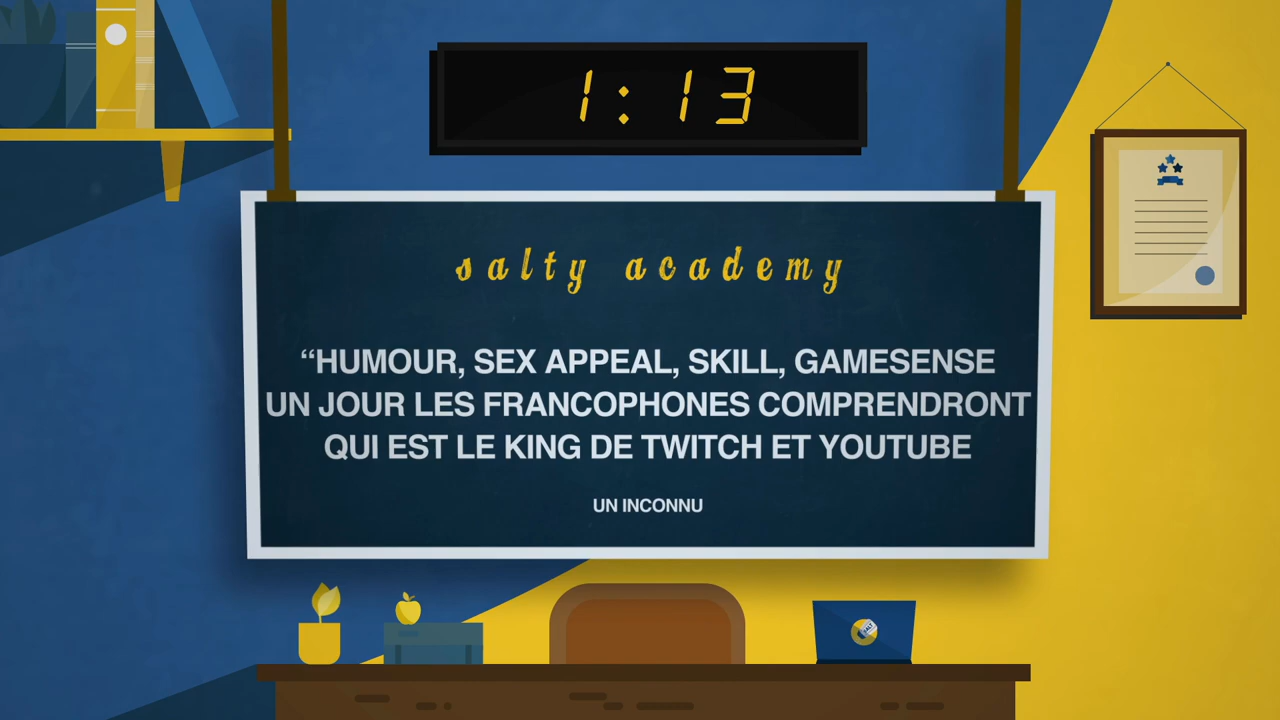 1:13
salty academy
“HUMOUR, SEX APPEAL, SKILL, GAMESENSE
UN JOUR LES FRANCOPHONES COMPRENDRONT
QUI EST LE KING DE TWITCH ET YOUTUBE
UN INCONNU
SALT